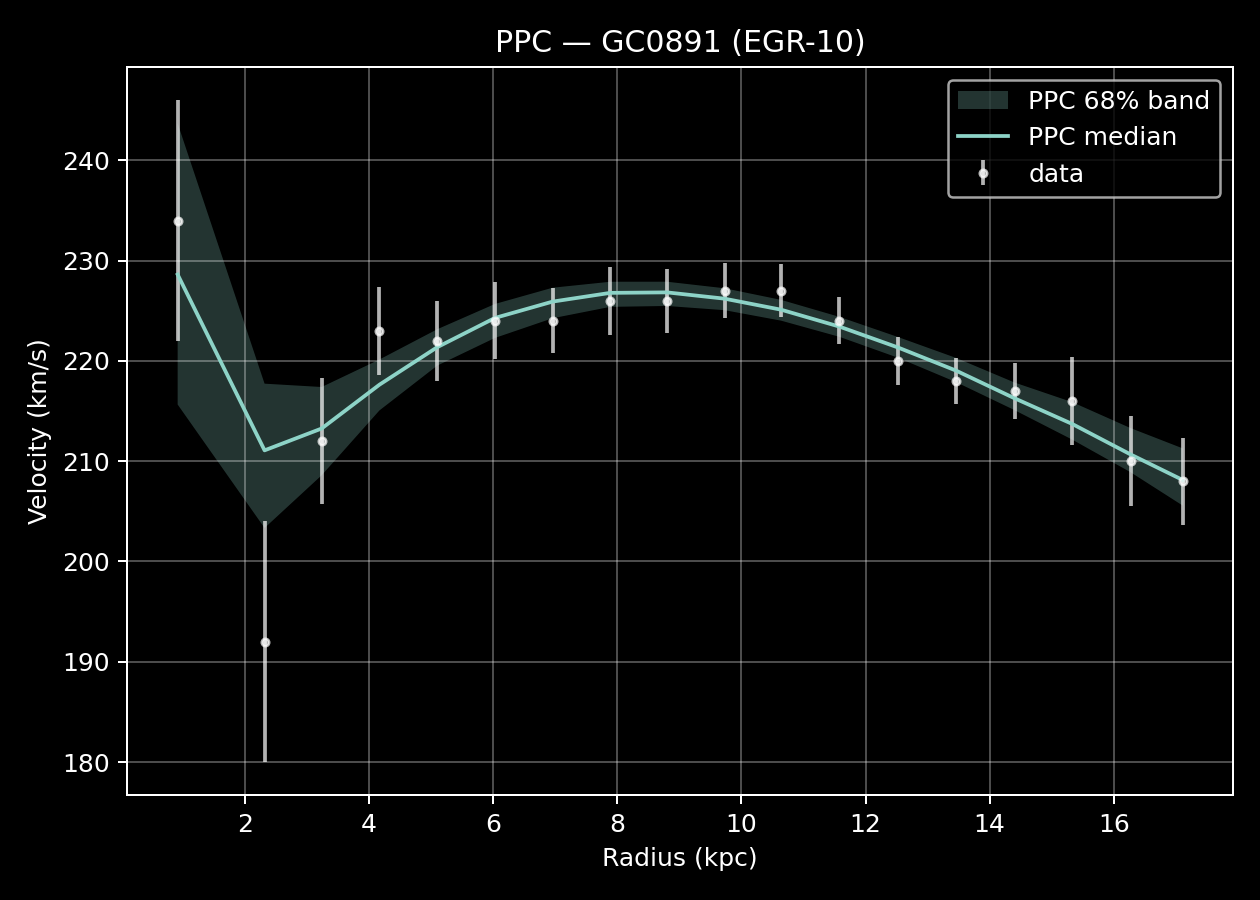 PPC — GC0891 (EGR-10)
PPC 68% band
PPC median
data
240
230
220
210
200
190
180
Velocity (km/s)
2 4 6 8 10 12 14 16
Radius (kpc)